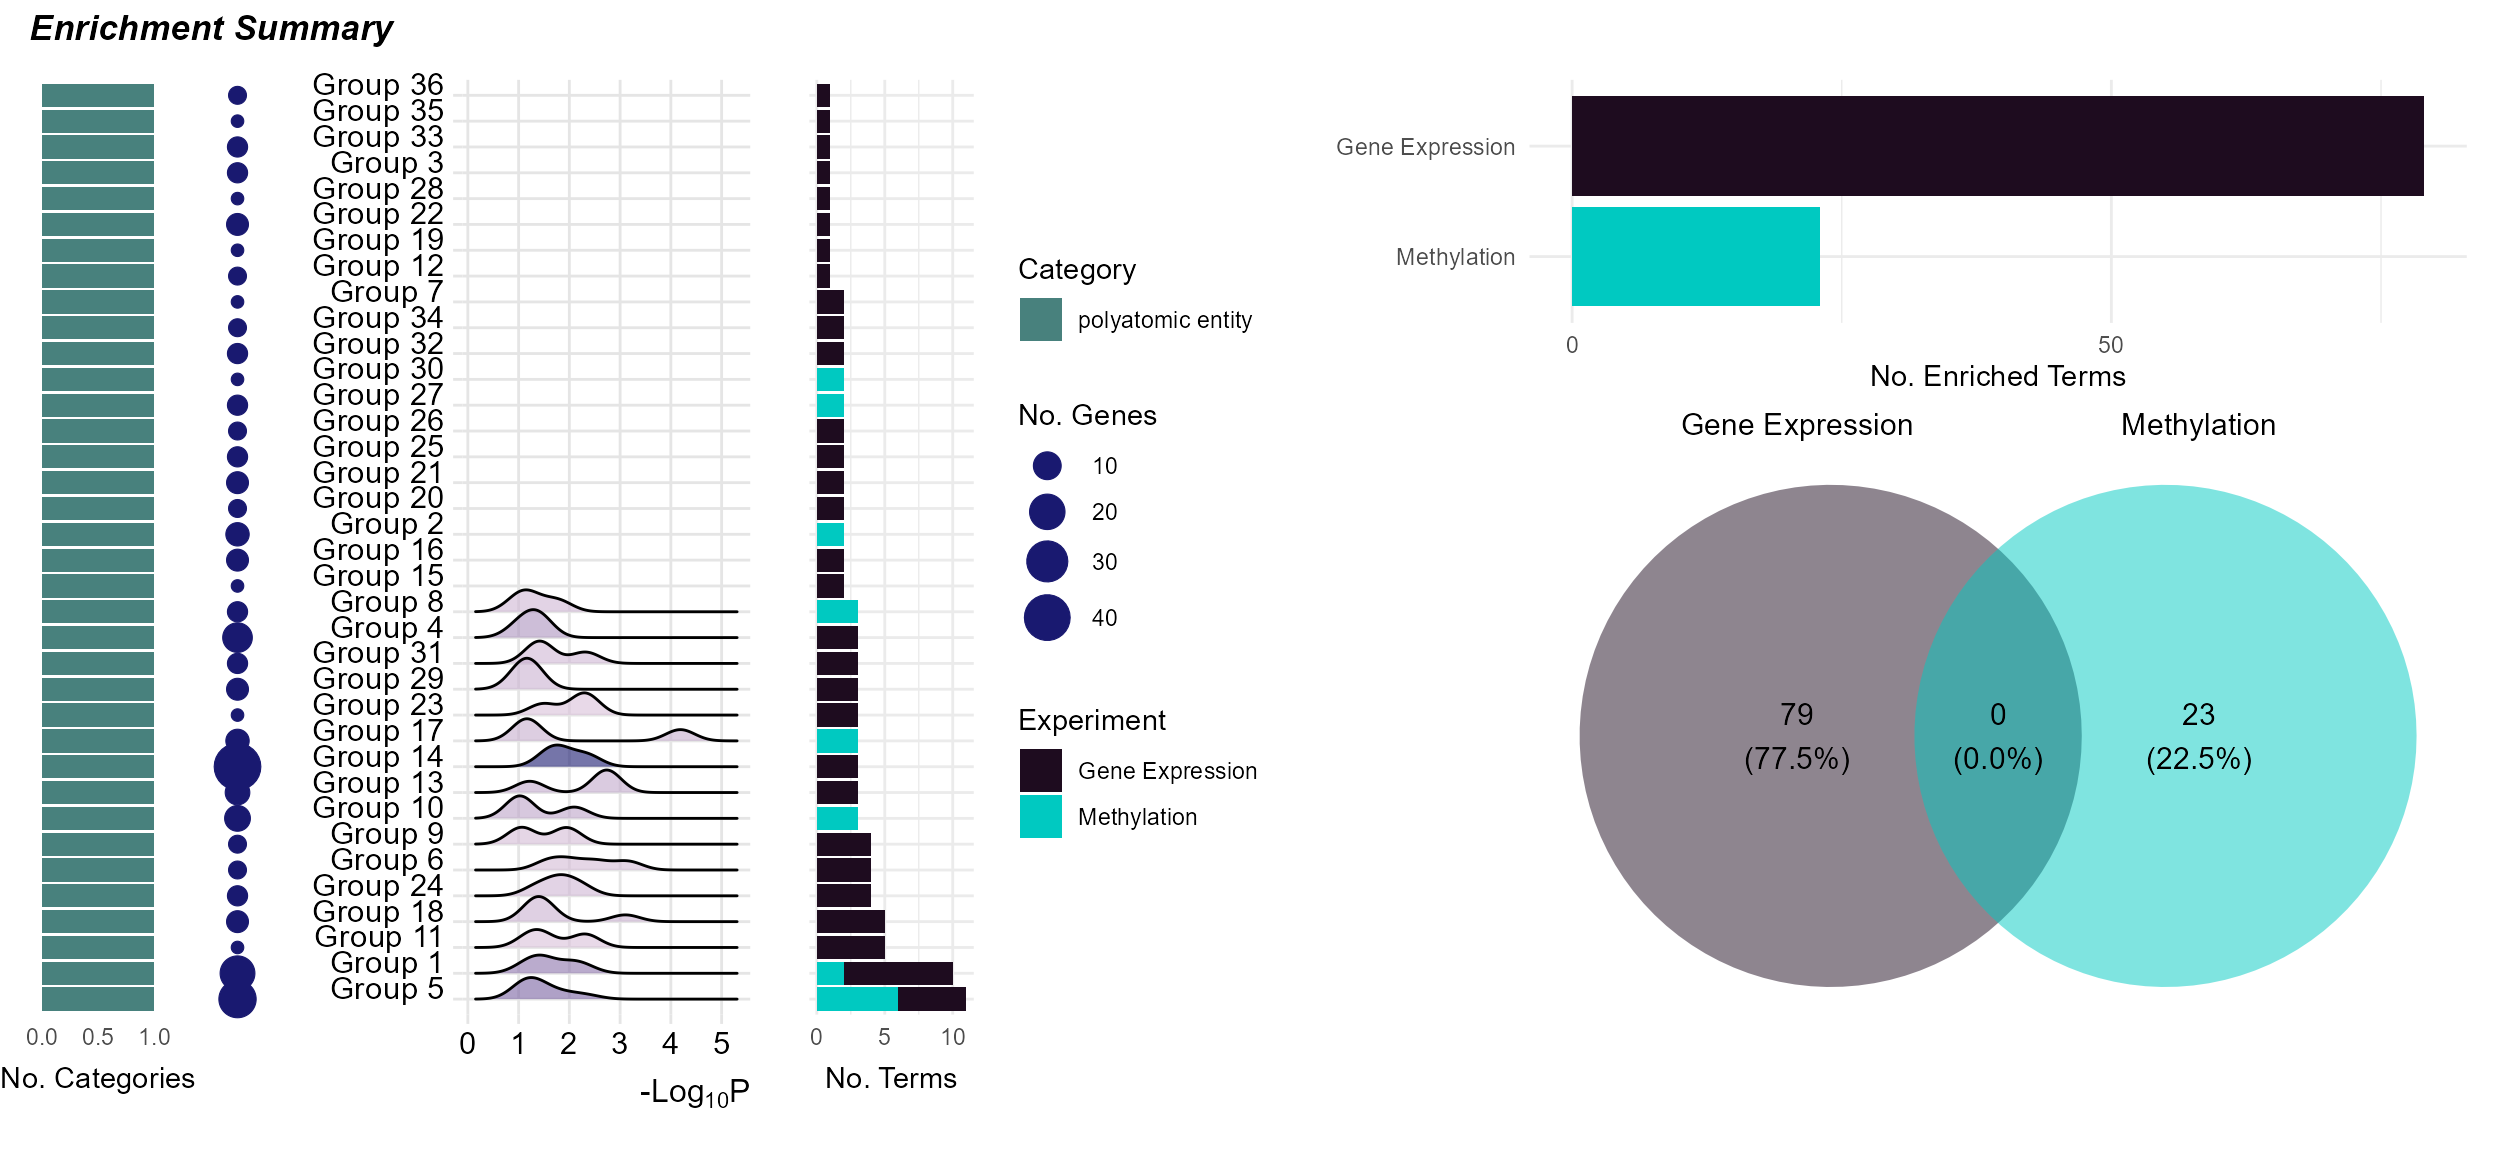 Enrichment Summary
Group 36
Group 35
Group 33
Group 3
Group 28
Group 22
Group 19
Group 12
Group 7
Group 34
Group 32
Group 30
Group 27
Group 26
Group 25
Group 21
Group 20
Group 2
Group 16
Group 15
Group 8
Group 4
Group 31
Group 29
Group 23
Group 17
Group 14
Group 13
Group 10
Group 9
Group 6
Group 24
Group 18
Group 11
Group 1
Group 5
0.0 0.5 1.0
No. Categories
0 1 2 3 4 5
-Log10P
0 5 10
No. Terms
Category
polyatomic entity
No. Genes
10
20
30
40
Experiment
Gene Expression
Methylation
Gene Expression
Methylation
0 50
No. Enriched Terms
Gene Expression Methylation
79 0 23
(77.5%) (0.0%) (22.5%)